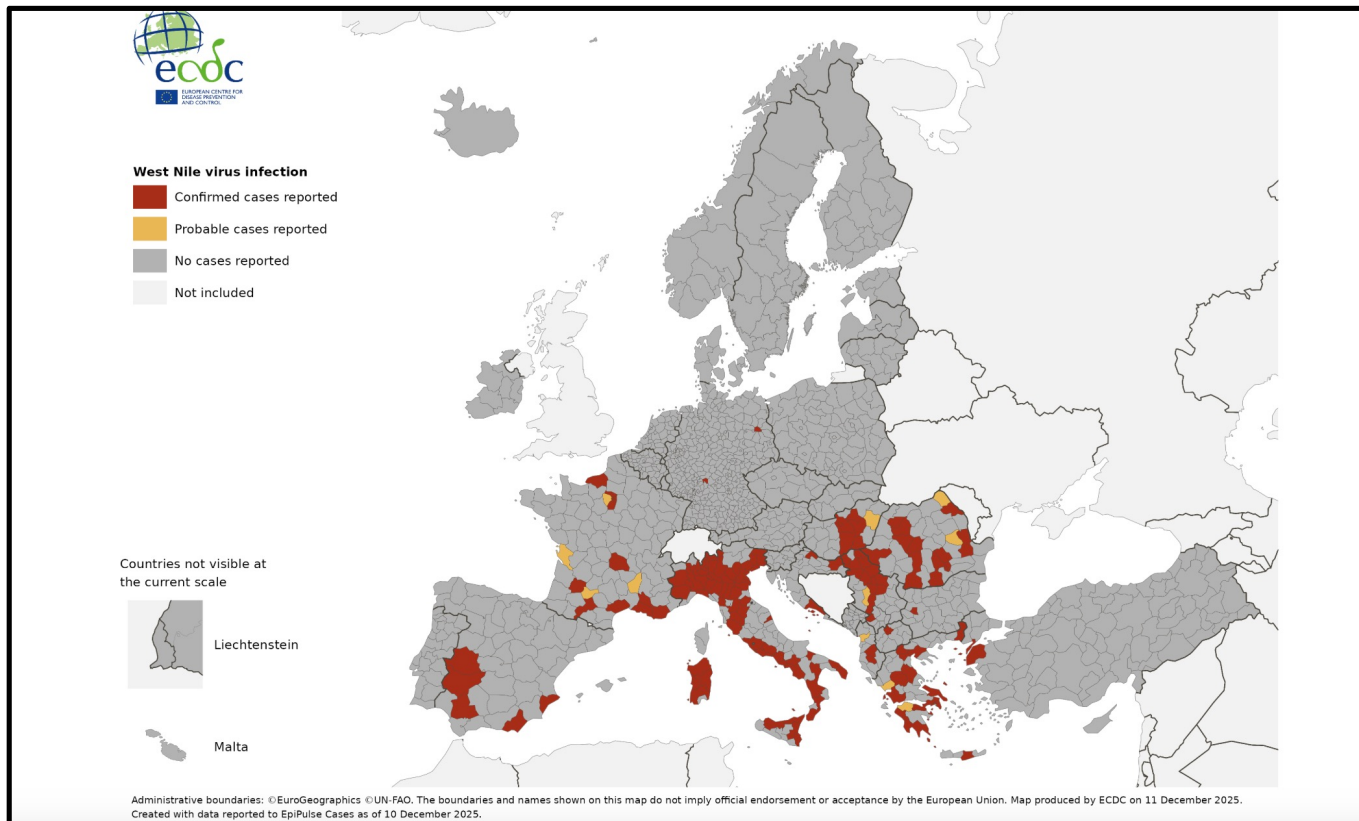 ecdc
EUROPEAN CENTRE FOR
DISEASE PREVENTION
AND CONTROL
West Nile virus infection
Confirmed cases reported
Probable cases reported
No cases reported
Not included
Countries not visible at
the current scale
Liechtenstein
Malta
Administrative boundaries: ©EuroGeographics ©UN-FAO. The boundaries and names shown on this map do not imply official endorsement or acceptance by the European Union. Map produced by ECDC on 11 December 2025.
Created with data reported to EpiPulse Cases as of 10 December 2025.